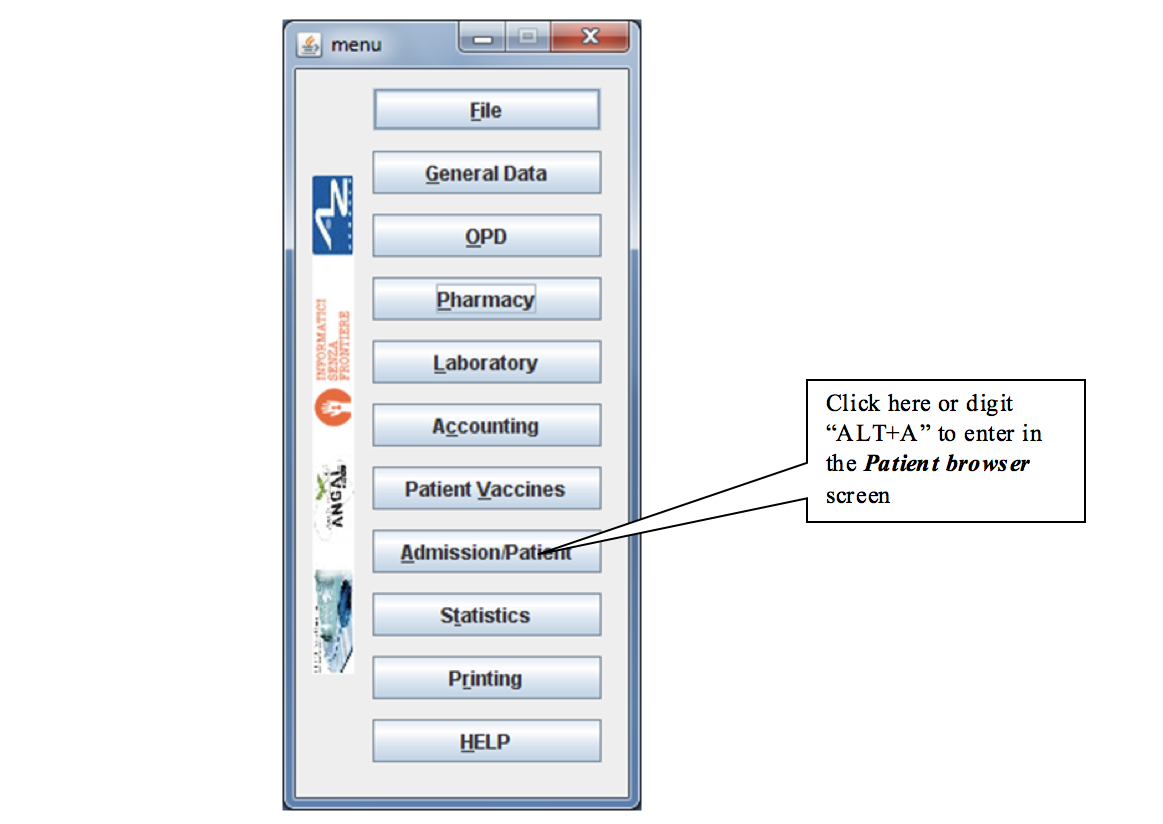 menu
File
General Data
OPD
Pharmacy
Laboratory
Accounting
Patient Vaccines
Admission/Patient
Statistics
Printing
HELP
INFORMATICI
SENZA
FRONTIERE
ANGAL
Click here or digit
“ALT+A” to enter in
the Patient browser
screen